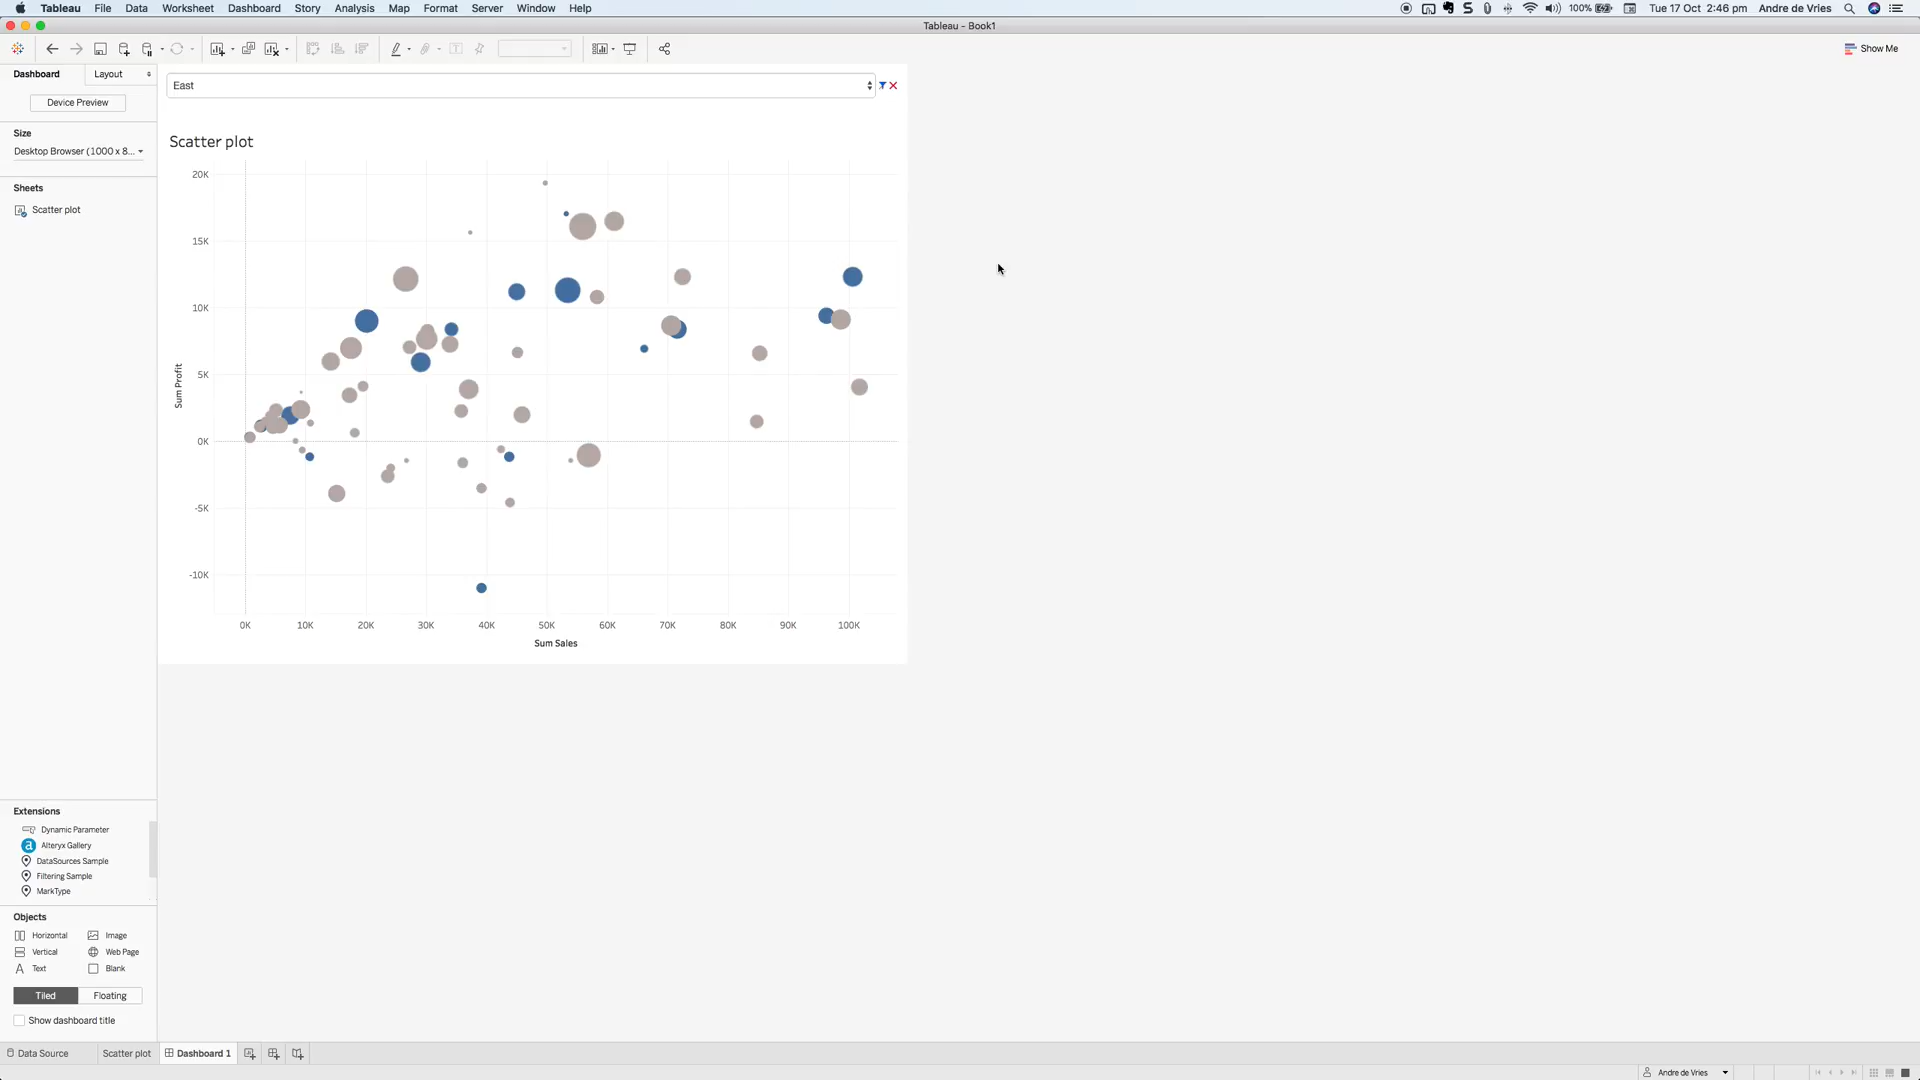 Tableau File Data Worksheet Dashboard Story Analysis Map Format Server Window Help 100% Tue 17 Oct 2:46 pm Andre de Vries
Tableau - Book1
Show Me
Dashboard Layout
Device Preview
Size
Desktop Browser (1000 x 8...
Sheets
Scatter plot
East
Scatter plot
20K
15K
10K
5K
0K
-5K
-10K
Sum Profit
0K 10K 20K 30K 40K 50K 60K 70K 80K 90K 100K
Sum Sales
Extensions
Dynamic Parameter
a Alteryx Gallery
DataSources Sample
Filtering Sample
MarkType
Objects
Horizontal Image
Vertical Web Page
A Text Blank
Tiled Floating
Show dashboard title
Data Source Scatter plot Dashboard 1
Andre de Vries